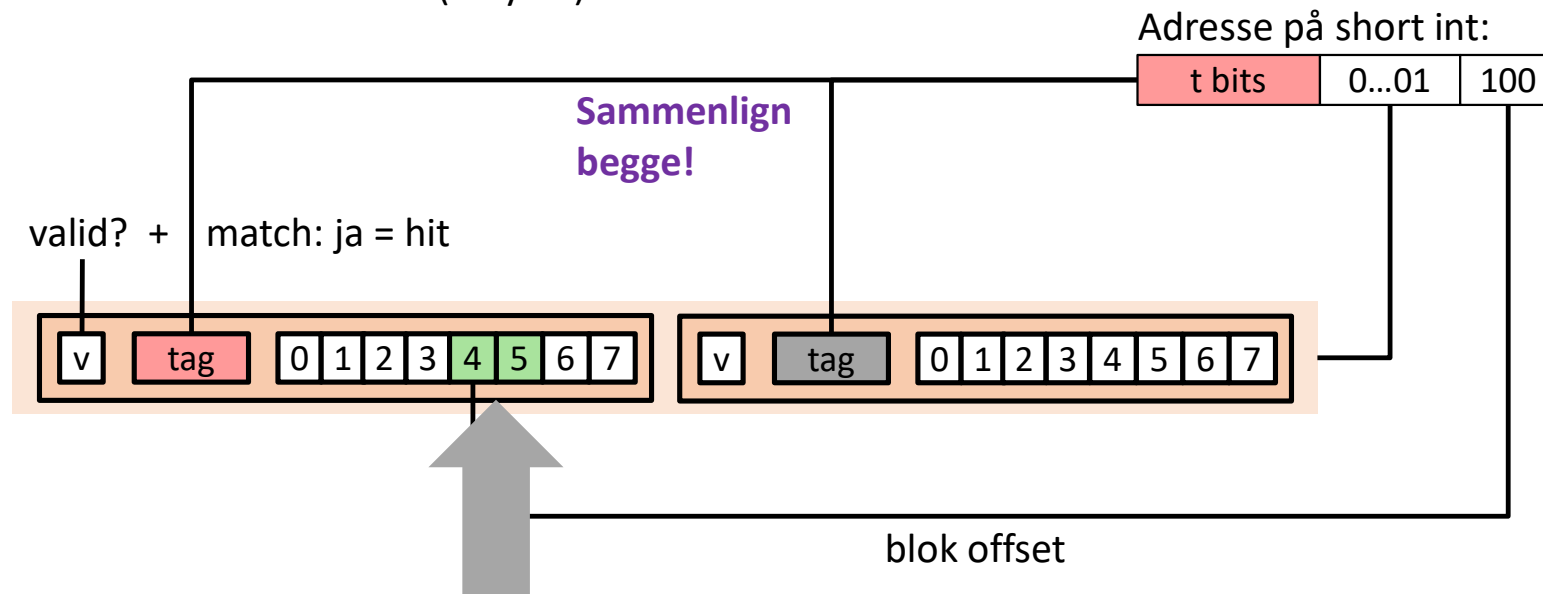 Adresse på short int:
t bits 0...01 100
Sammenlign
begge!
valid? + match: ja = hit
v tag 0 1 2 3 4 5 6 7 v tag 0 1 2 3 4 5 6 7
blok offset